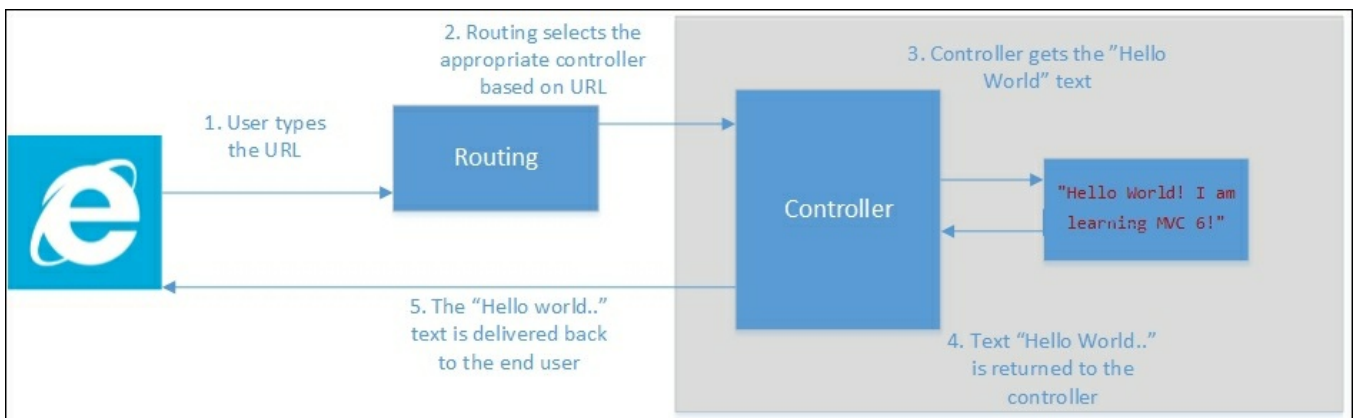 2. Routing selects the
appropriate controller
based on URL
3. Controller gets the ”Hello
World” text
1. User types
the URL
Routing
Controller
"Hello World! I am
learning MVC 6!"
5. The “Hello world..”
text is delivered back
to the end user
4. Text “Hello World..”
is returned to the
controller